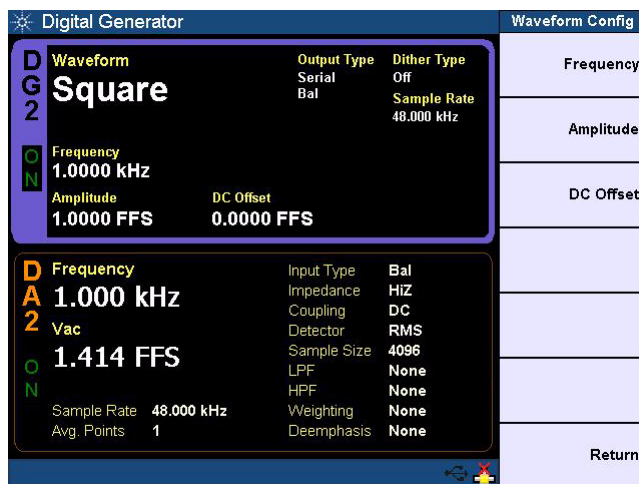 Digital Generator
Waveform Config
DG2
ON
Waveform
Square
Output Type
Serial
Bal
Dither Type
Off
Sample Rate
48.000 kHz
Frequency
1.0000 kHz
Amplitude
1.0000 FFS
DC Offset
0.0000 FFS
DA2
ON
Frequency
1.000 kHz
Vac
1.414 FFS
Sample Rate 48.000 kHz
Avg. Points 1
Input Type Bal
Impedance HiZ
Coupling DC
Detector RMS
Sample Size 4096
LPF None
HPF None
Weighting None
Deemphasis None
Frequency
Amplitude
DC Offset
Return